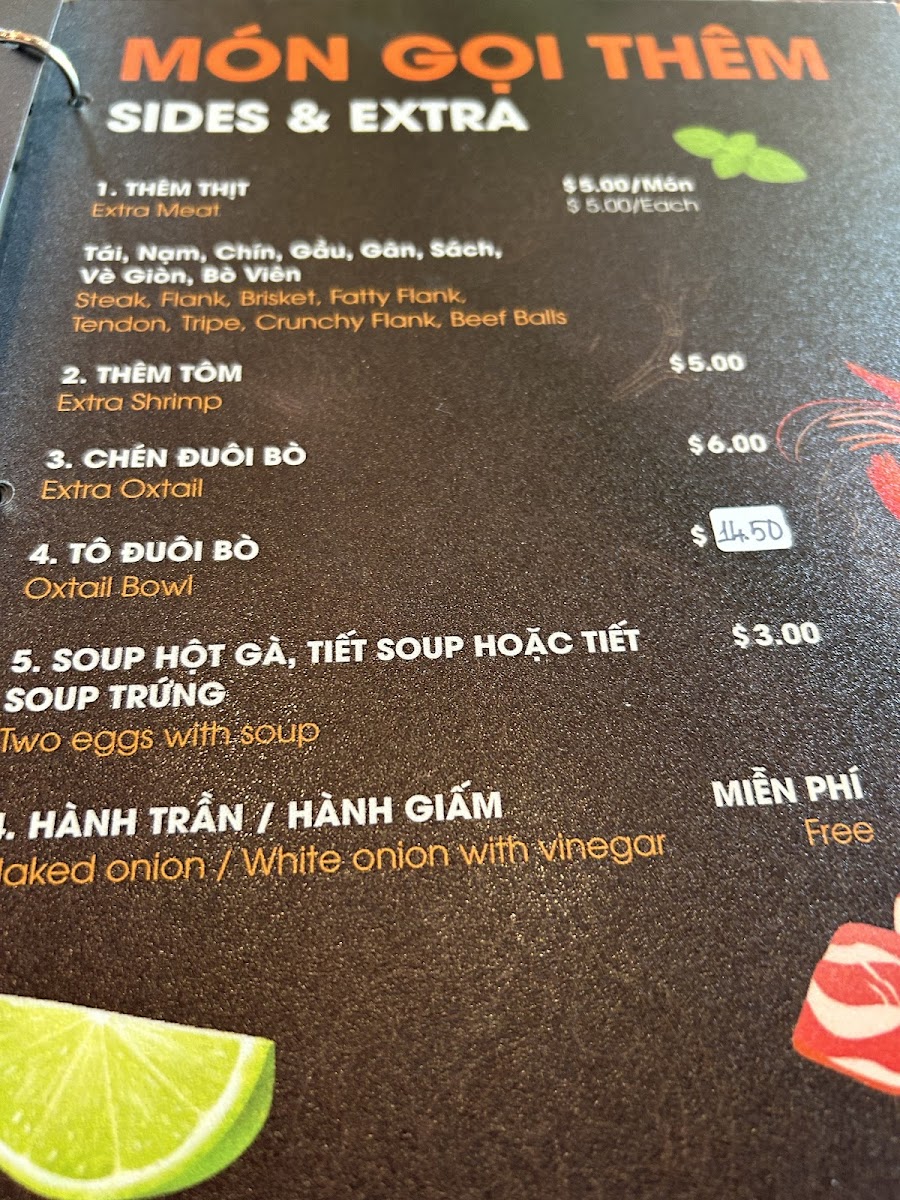 MÓN GỌI THÊM
SIDES & EXTRA
1. THÊM THỊT $5.00/Món
Extra Meat $ 5.00/Each
Tái, Nạm, Chín, Gầu, Gân, Sách,
Vè Giòn, Bò Viên
Steak, Flank, Brisket, Fatty Flank,
Tendon, Tripe, Crunchy Flank, Beef Balls
2. THÊM TÔM $5.00
Extra Shrimp
3. CHÉN ĐUÔI BÒ $6.00
Extra Oxtail
4. TÔ ĐUÔI BÒ $ 14.50
Oxtail Bowl
5. SOUP HỘT GÀ, TIẾT SOUP HOẶC TIẾT $3.00
SOUP TRỨNG
Two eggs with soup
4. HÀNH TRẦN / HÀNH GIẤM MIỄN PHÍ
onion / White onion with vinegar Free